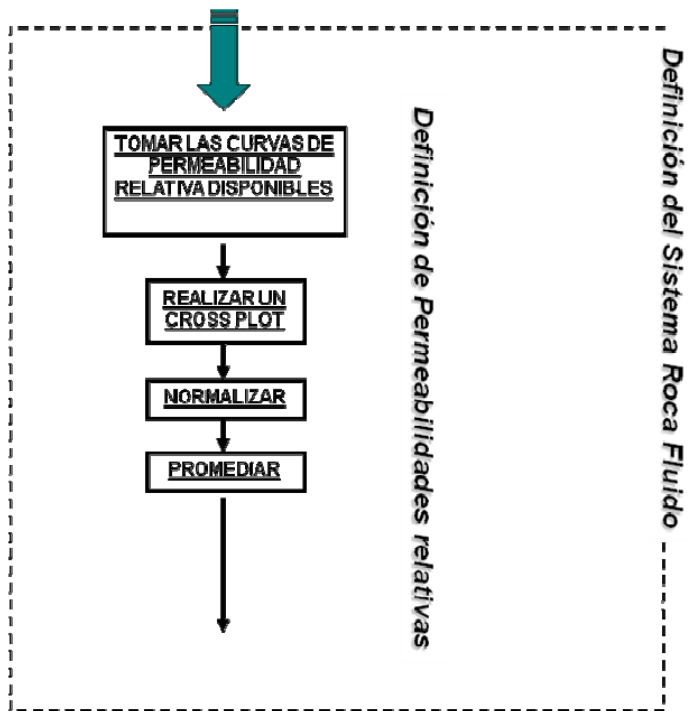 TOMAR LAS CURVAS DE
PERMEABILIDAD
RELATIVA DISPONIBLES
REALIZAR UN
CROSS PLOT
NORMALIZAR
PROMEDIAR
Definición de Permeabilidades relativas
Definición del Sistema Roca Fluido